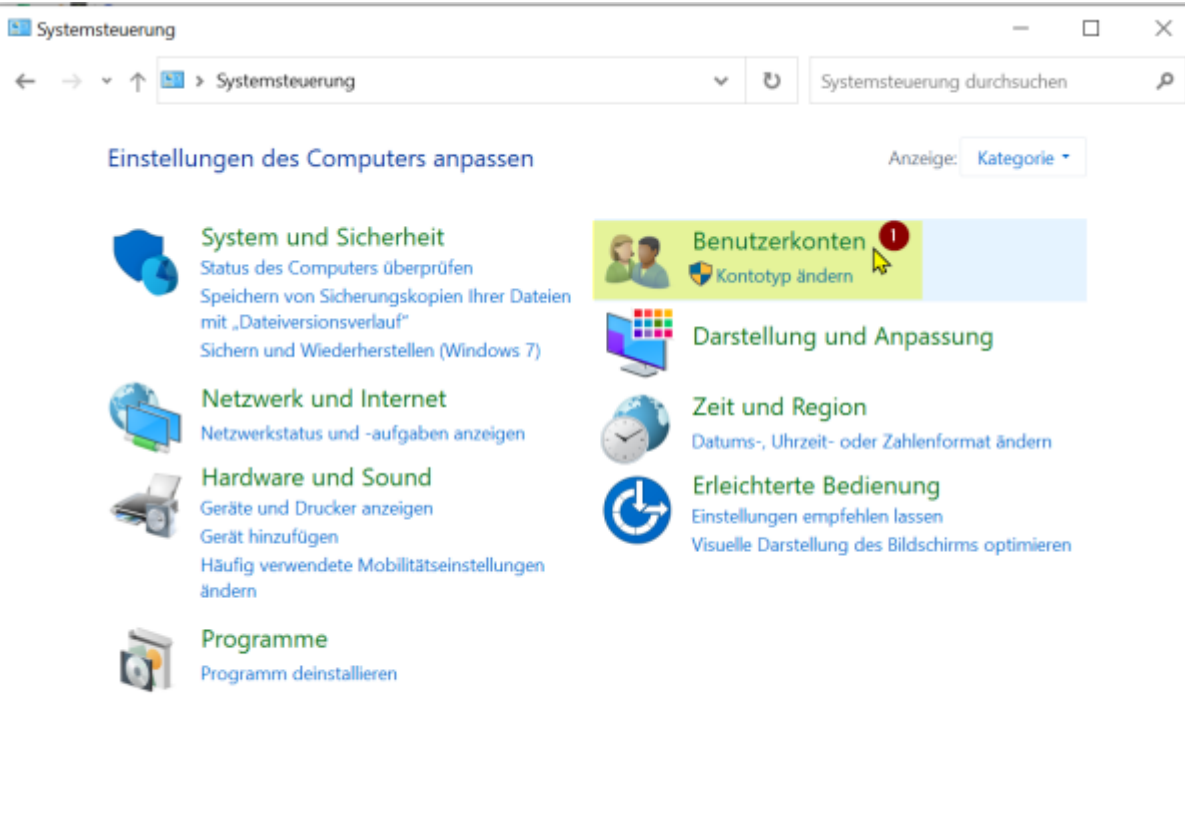 Systemsteuerung
Systemsteuerung
Systemsteuerung durchsuchen
Einstellungen des Computers anpassen
Anzeige: Kategorie
System und Sicherheit
Status des Computers überprüfen
Speichern von Sicherungskopien Ihrer Dateien
mit „Dateiversionsverlauf“
Sichern und Wiederherstellen (Windows 7)
Netzwerk und Internet
Netzwerkstatus und -aufgaben anzeigen
Hardware und Sound
Geräte und Drucker anzeigen
Gerät hinzufügen
Häufig verwendete Mobilitätseinstellungen
ändern
Programme
Programm deinstallieren
Benutzerkonten 1
Kontotyp ändern
Darstellung und Anpassung
Zeit und Region
Datums-, Uhrzeit- oder Zahlenformat ändern
Erleichterte Bedienung
Einstellungen empfehlen lassen
Visuelle Darstellung des Bildschirms optimieren